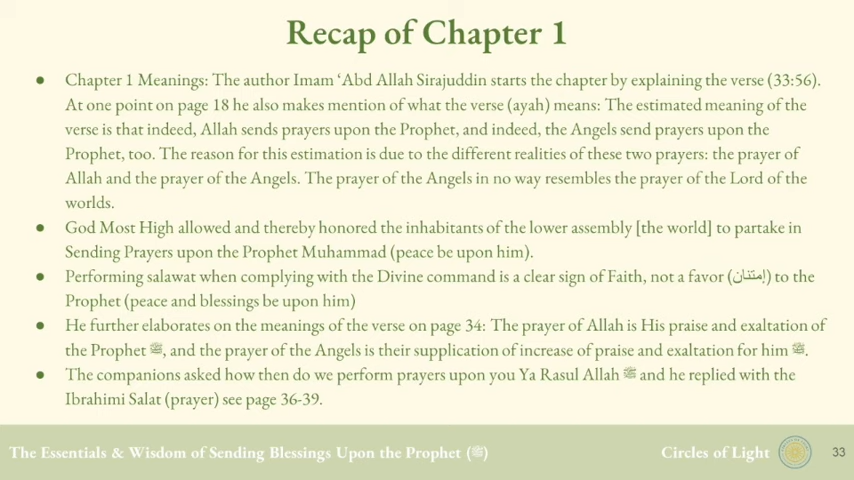 Recap of Chapter 1
● Chapter 1 Meanings: The author Imam ‘Abd Allah Sirajuddin starts the chapter by explaining the verse (33:56).
At one point on page 18 he also makes mention of what the verse (ayah) means: The estimated meaning of the
verse is that indeed, Allah sends prayers upon the Prophet, and indeed, the Angels send prayers upon the
Prophet, too. The reason for this estimation is due to the different realities of these two prayers: the prayer of
Allah and the prayer of the Angels. The prayer of the Angels in no way resembles the prayer of the Lord of the
worlds.
● God Most High allowed and thereby honored the inhabitants of the lower assembly [the world] to partake in
Sending Prayers upon the Prophet Muhammad (peace be upon him).
● Performing salawat when complying with the Divine command is a clear sign of Faith, not a favor (إمتنان) to the
Prophet (peace and blessings be upon him)
● He further elaborates on the meanings of the verse on page 34: The prayer of Allah is His praise and exaltation of
the Prophet ﷺ, and the prayer of the Angels is their supplication of increase of praise and exaltation for him ﷺ.
● The companions asked how then do we perform prayers upon you Ya Rasul Allah ﷺ and he replied with the
Ibrahimi Salat (prayer) see page 36-39.
The Essentials & Wisdom of Sending Blessings Upon the Prophet (ﷺ)
Circles of Light
33